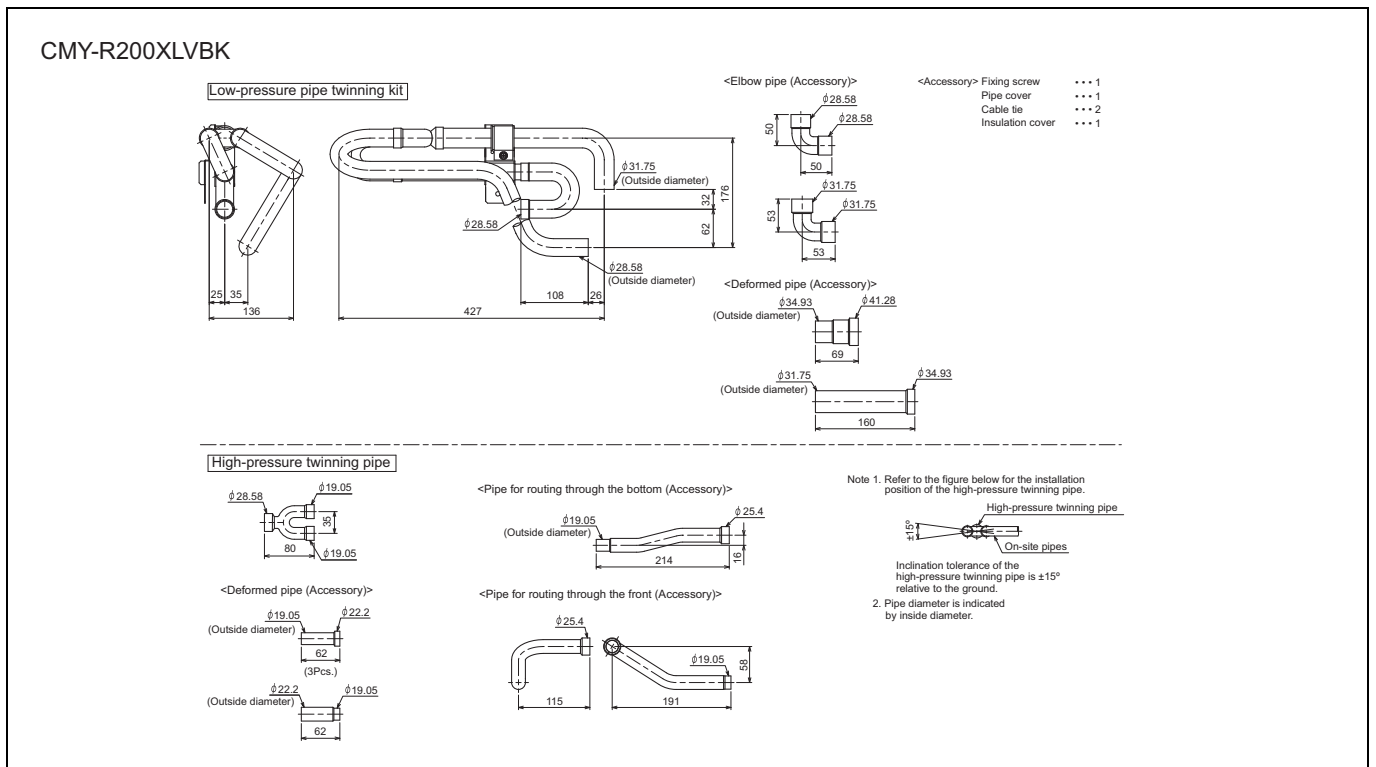 CMY-R200XLVBK
Low-pressure pipe twinning kit
25
35
136
427
ϕ28.58
108
26
ϕ31.75
(Outside diameter)
32
62
176
ϕ28.58
(Outside diameter)
<Elbow pipe (Accessory)>
ϕ28.58
ϕ28.58
50
50
ϕ31.75
ϕ31.75
53
53
<Deformed pipe (Accessory)>
ϕ34.93
(Outside diameter)
ϕ41.28
69
ϕ31.75
(Outside diameter)
ϕ34.93
160
<Accessory> Fixing screw ••• 1
Pipe cover ••• 1
Cable tie ••• 2
Insulation cover ••• 1
High-pressure twinning pipe
ϕ28.58
ϕ19.05
35
80
ϕ19.05
<Deformed pipe (Accessory)>
ϕ19.05
(Outside diameter)
ϕ22.2
62
(3Pcs.)
ϕ22.2
(Outside diameter)
ϕ19.05
62
<Pipe for routing through the bottom (Accessory)>
ϕ19.05
(Outside diameter)
ϕ25.4
214
16
<Pipe for routing through the front (Accessory)>
ϕ25.4
115
ϕ19.05
58
191
Note 1. Refer to the figure below for the installation
position of the high-pressure twinning pipe.
High-pressure twinning pipe
±15°
On-site pipes
Inclination tolerance of the
high-pressure twinning pipe is ±15°
relative to the ground.
2. Pipe diameter is indicated
by inside diameter.